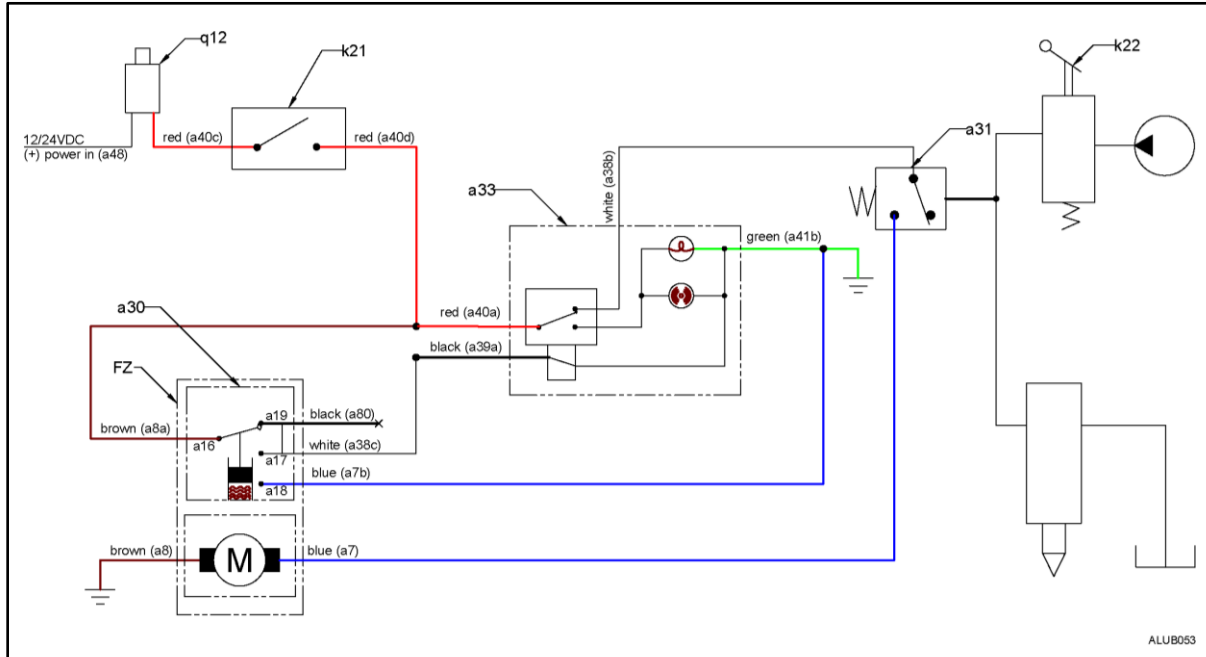 q12
k21
k22
12/24VDC
(+) power in (a48)
red (a40c)
red (a40d)
a31
white (a38b)
a33
green (a41b)
a30
red (a40a)
FZ
black (a39a)
a19
black (a80)
brown (a8a)
a16
white (a38c)
a17
blue (a7b)
a18
brown (a8)
M
blue (a7)
ALUB053